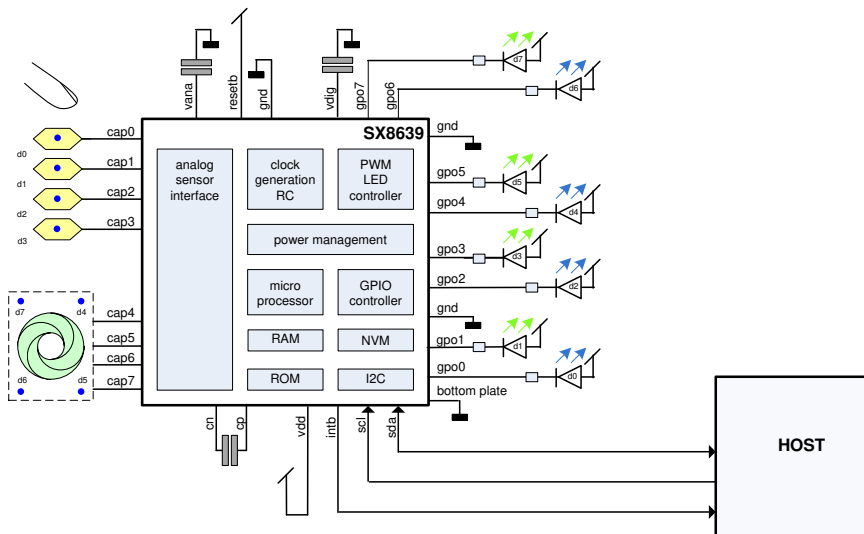 vana
resetb
gnd
vdig
gpo7
gpo6
d7
d6
SX8639
gnd
cap0
d0
cap1
d1
cap2
d2
cap3
d3
analog
sensor
interface
clock
generation
RC
PWM
LED
controller
gpo5
d5
gpo4
d4
power management
gpo3
d3
gpo2
d2
micro
processor
GPIO
controller
gnd
d7
d4
cap4
cap5
cap6
cap7
d6
d5
RAM
NVM
gpo1
d1
ROM
I2C
gpo0
d0
bottom plate
cn
cp
vdd
intb
scl
sda
HOST